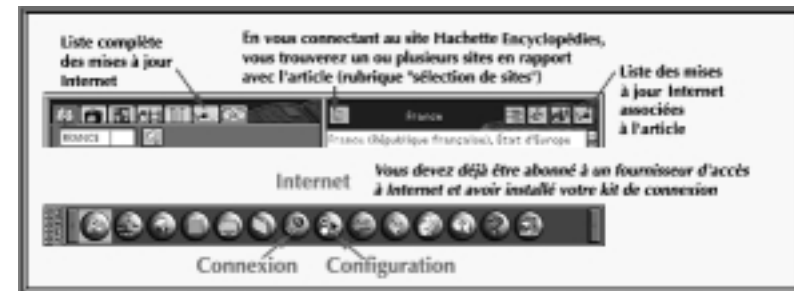 Liste complète
des mises à jour
Internet
En vous connectant au site Hachette Encyclopédies,
vous trouverez un ou plusieurs sites en rapport
avec l'article (rubrique "sélection de sites")
Liste des mises
à jour Internet
associées
à l'article
France
FRANCE
France (République française), État d'Europe
Internet
Vous devez déjà être abonné à un fournisseur d'accès
à Internet et avoir installé votre kit de connexion
Connexion Configuration